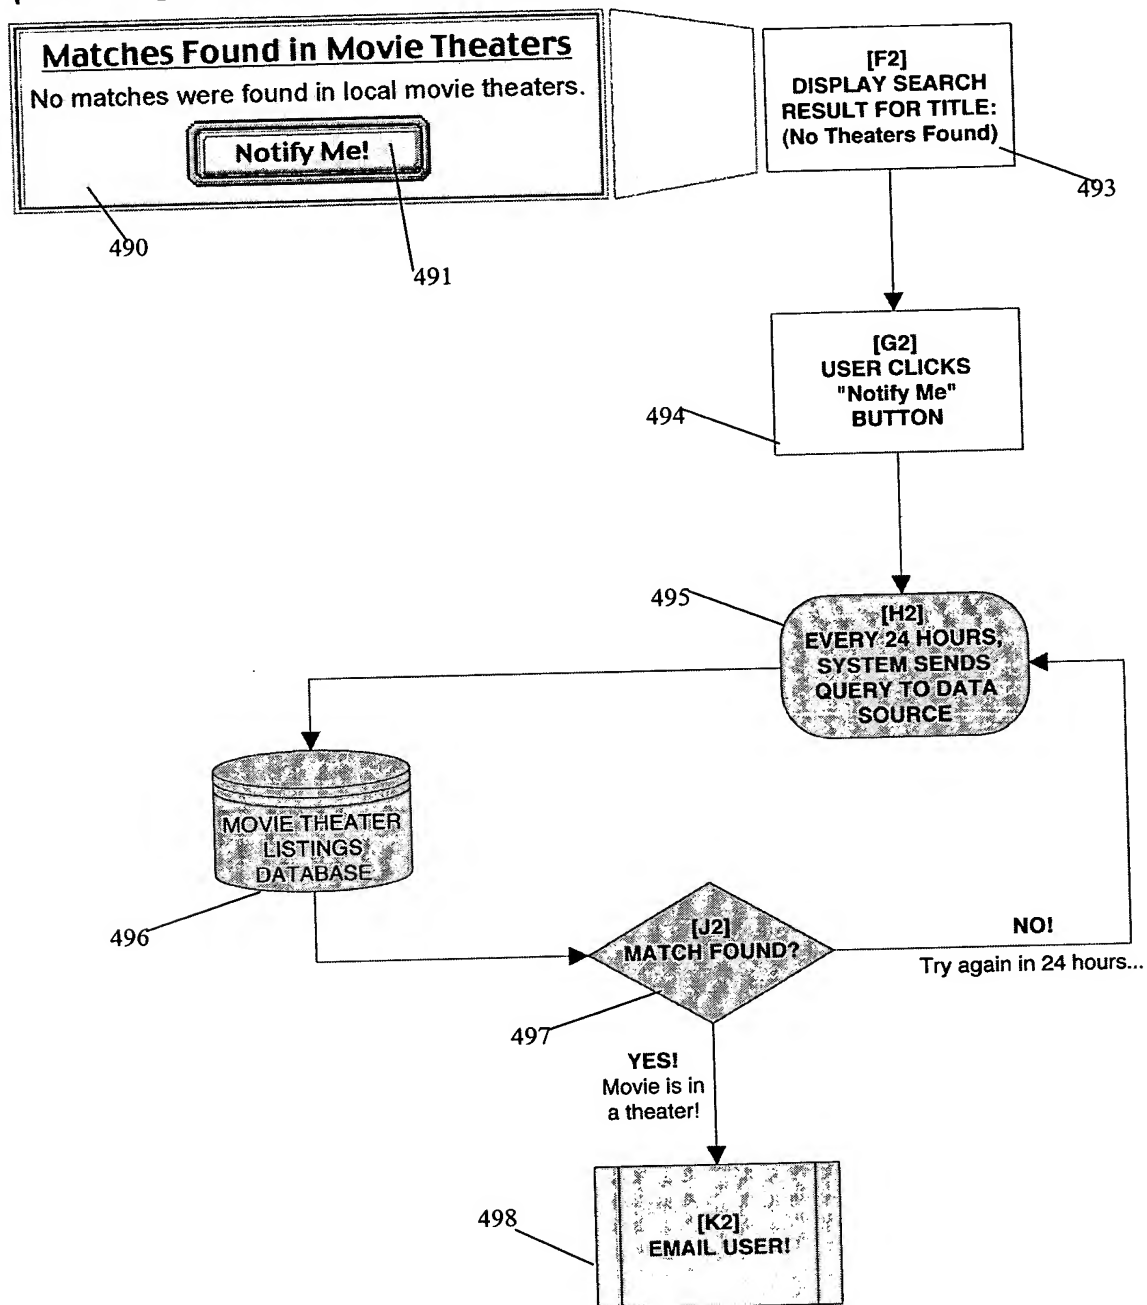 Matches Found in Movie Theaters
No matches were found in local movie theaters.
Notify Me!
490
491
[F2]
DISPLAY SEARCH
RESULT FOR TITLE:
(No Theaters Found)
493
[G2]
USER CLICKS
"Notify Me"
BUTTON
494
495
[H2]
EVERY 24 HOURS,
SYSTEM SENDS
QUERY TO DATA
SOURCE
MOVIE THEATER
LISTINGS
DATABASE
496
[J2]
MATCH FOUND?
497
NO!
Try again in 24 hours...
YES!
Movie is in
a theater!
498
[K2]
EMAIL USER!